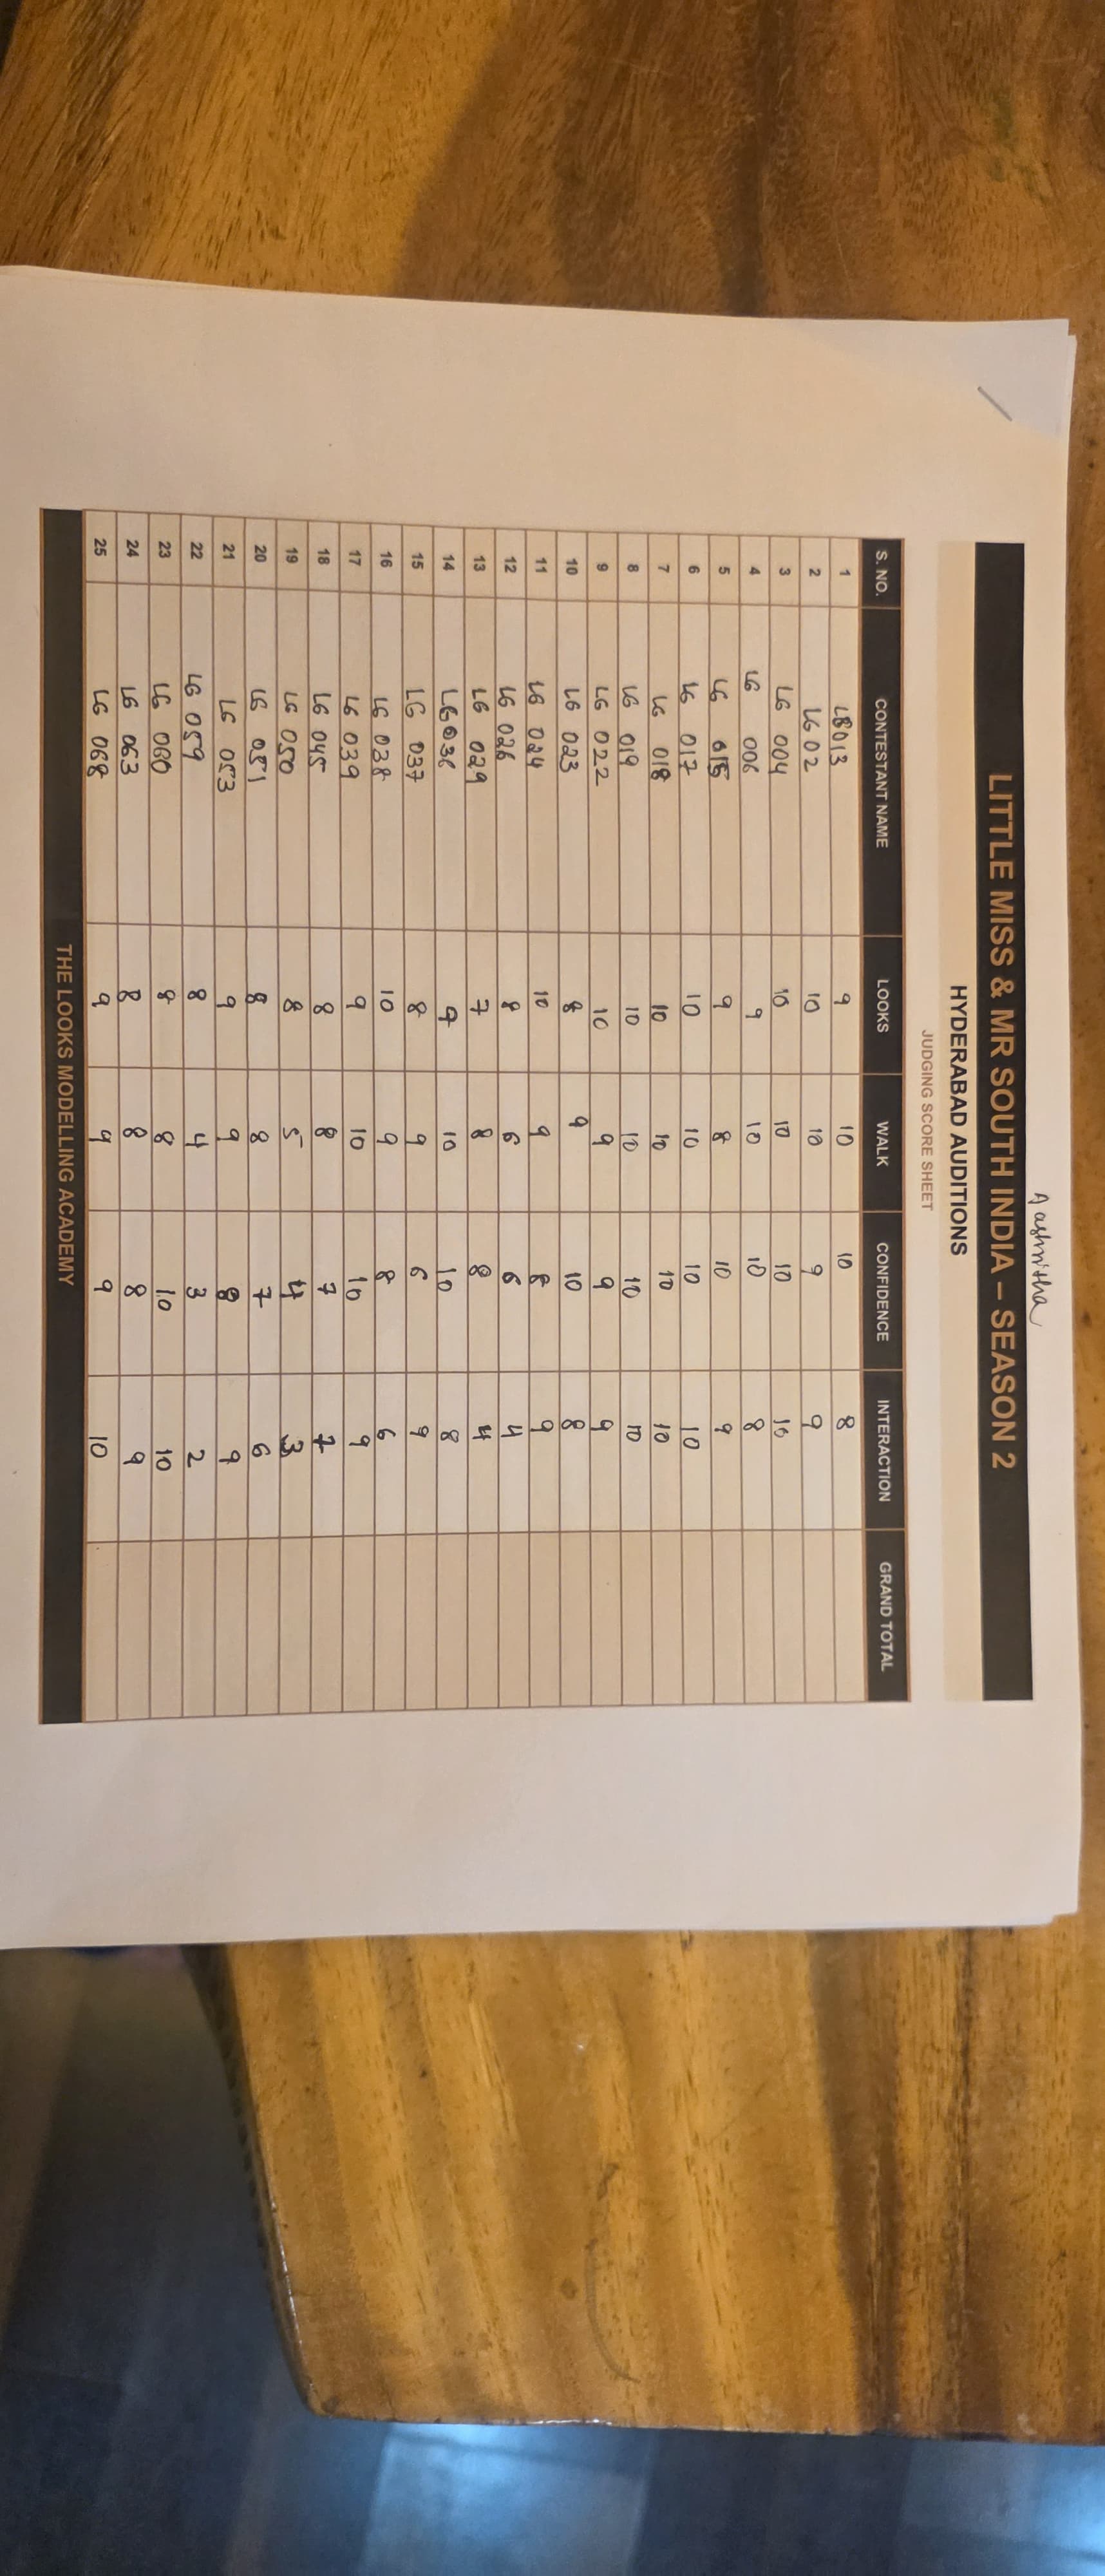 Aashritha
LITTLE MISS & MR SOUTH INDIA – SEASON 2
HYDERABAD AUDITIONS
JUDGING SCORE SHEET
S. NO. CONTESTANT NAME LOOKS WALK CONFIDENCE INTERACTION GRAND TOTAL
1 LB013 9 10 10 8
2 LG 02 10 10 9 9
3 LG 004 10 10 10 10
4 LG 006 9 10 10 8
5 LG 015 9 8 10 9
6 LG 017 10 10 10 10
7 LG 018 10 10 10 10
8 LG 019 10 10 10 10
9 LG 022 10 9 9 9
10 LG 023 8 9 10 8
11 LG 024 10 9 8 9
12 LG 026 8 6 6 4
13 LG 029 7 8 8 4
14 LG 036 9 10 10 8
15 LG 037 8 9 6 9
16 LG 038 10 9 8 6
17 LG 039 9 10 10 9
18 LG 045 8 8 7 7
19 LG 050 8 5 4 3
20 LG 051 8 8 7 6
21 LG 053 9 9 8 9
22 LG 059 8 4 3 2
23 LG 060 8 8 10 10
24 LG 063 8 8 8 9
25 LG 068 9 9 9 10
THE LOOKS MODELLING ACADEMY